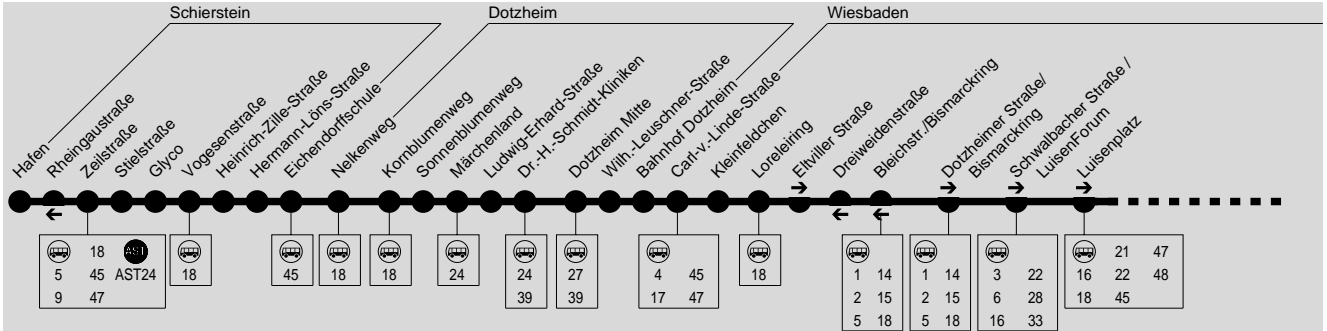 Schierstein
Dotzheim
Wiesbaden
Hafen
Rheingaustraße
Zeilstraße
Stielstraße
Glyco
Vogesenstraße
Heinrich-Zille-Straße
Hermann-Löns-Straße
Eichendorffschule
Nelkenweg
Kornblumenweg
Sonnenblumenweg
Märchenland
Ludwig-Erhard-Straße
Dr.-H.-Schmidt-Kliniken
Dotzheim Mitte
Wilh.-Leuschner-Straße
Bahnhof Dotzheim
Carl-v.-Linde-Straße
Kleinfeldchen
Loreleiring
Eltviller Straße
Dreiweidenstraße
Bleichstr./Bismarckring
Dotzheimer Straße/
Bismarckring
Schwalbacher Straße /
LuisenForum
Luisenplatz
18 AST
5 45 AST24
9 47
18
45
18
18
24
24
39
27
39
4 45
17 47
18
1 14
2 15
5 18
1 14
2 15
5 18
3 22
6 28
16 33
21 47
16 22 48
18 45